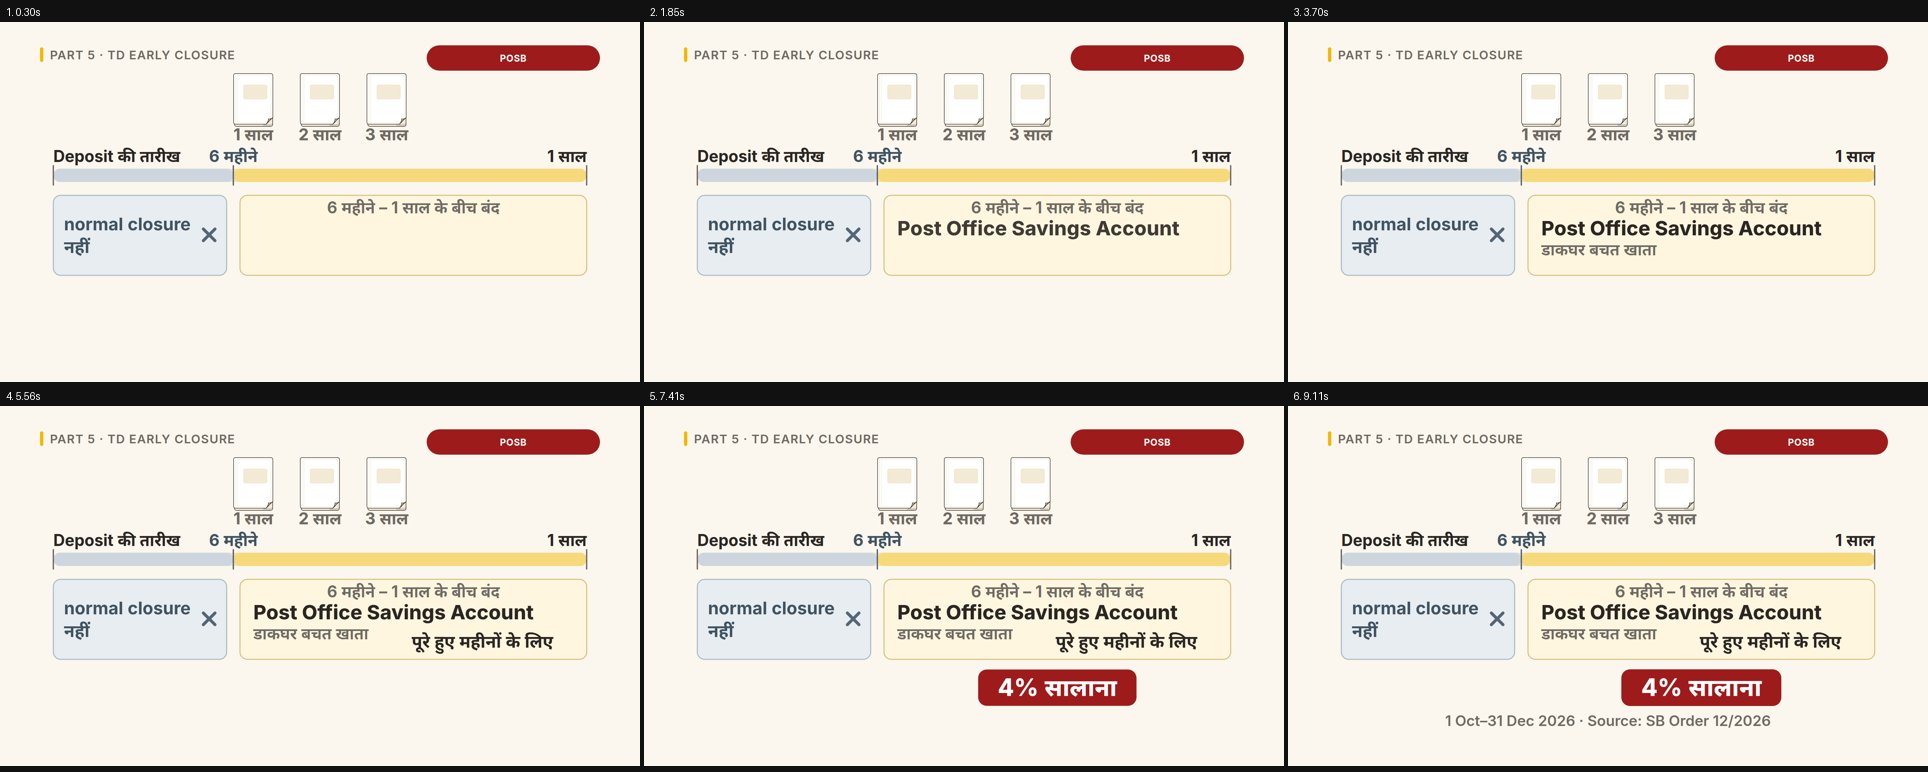 1. 0.30s
PART 5 · TD EARLY CLOSURE
POSB
1 साल 2 साल 3 साल
Deposit की तारीख 6 महीने 1 साल
normal closure
नहीं
6 महीने – 1 साल के बीच बंद
2. 1.85s
PART 5 · TD EARLY CLOSURE
POSB
1 साल 2 साल 3 साल
Deposit की तारीख 6 महीने 1 साल
normal closure
नहीं
6 महीने – 1 साल के बीच बंद
Post Office Savings Account
3. 3.70s
PART 5 · TD EARLY CLOSURE
POSB
1 साल 2 साल 3 साल
Deposit की तारीख 6 महीने 1 साल
normal closure
नहीं
6 महीने – 1 साल के बीच बंद
Post Office Savings Account
डाकघर बचत खाता
4. 5.56s
PART 5 · TD EARLY CLOSURE
POSB
1 साल 2 साल 3 साल
Deposit की तारीख 6 महीने 1 साल
normal closure
नहीं
6 महीने – 1 साल के बीच बंद
Post Office Savings Account
डाकघर बचत खाता
पूरे हुए महीनों के लिए
5. 7.41s
PART 5 · TD EARLY CLOSURE
POSB
1 साल 2 साल 3 साल
Deposit की तारीख 6 महीने 1 साल
normal closure
नहीं
6 महीने – 1 साल के बीच बंद
Post Office Savings Account
डाकघर बचत खाता
पूरे हुए महीनों के लिए
4% सालाना
6. 9.11s
PART 5 · TD EARLY CLOSURE
POSB
1 साल 2 साल 3 साल
Deposit की तारीख 6 महीने 1 साल
normal closure
नहीं
6 महीने – 1 साल के बीच बंद
Post Office Savings Account
डाकघर बचत खाता
पूरे हुए महीनों के लिए
4% सालाना
1 Oct–31 Dec 2026 · Source: SB Order 12/2026